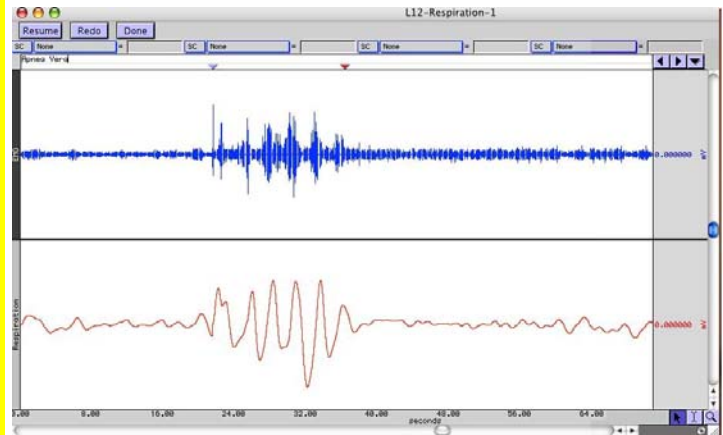 L12-Respiration-1
Resume Redo Done
SC None = SC None = SC None = SC None =
Apnea Vers
EMG
0.000000 mV
Respiration
0.000000 mV
0.00 8.00 16.00 24.00 32.00 40.00 48.00 56.00 64.00
seconds